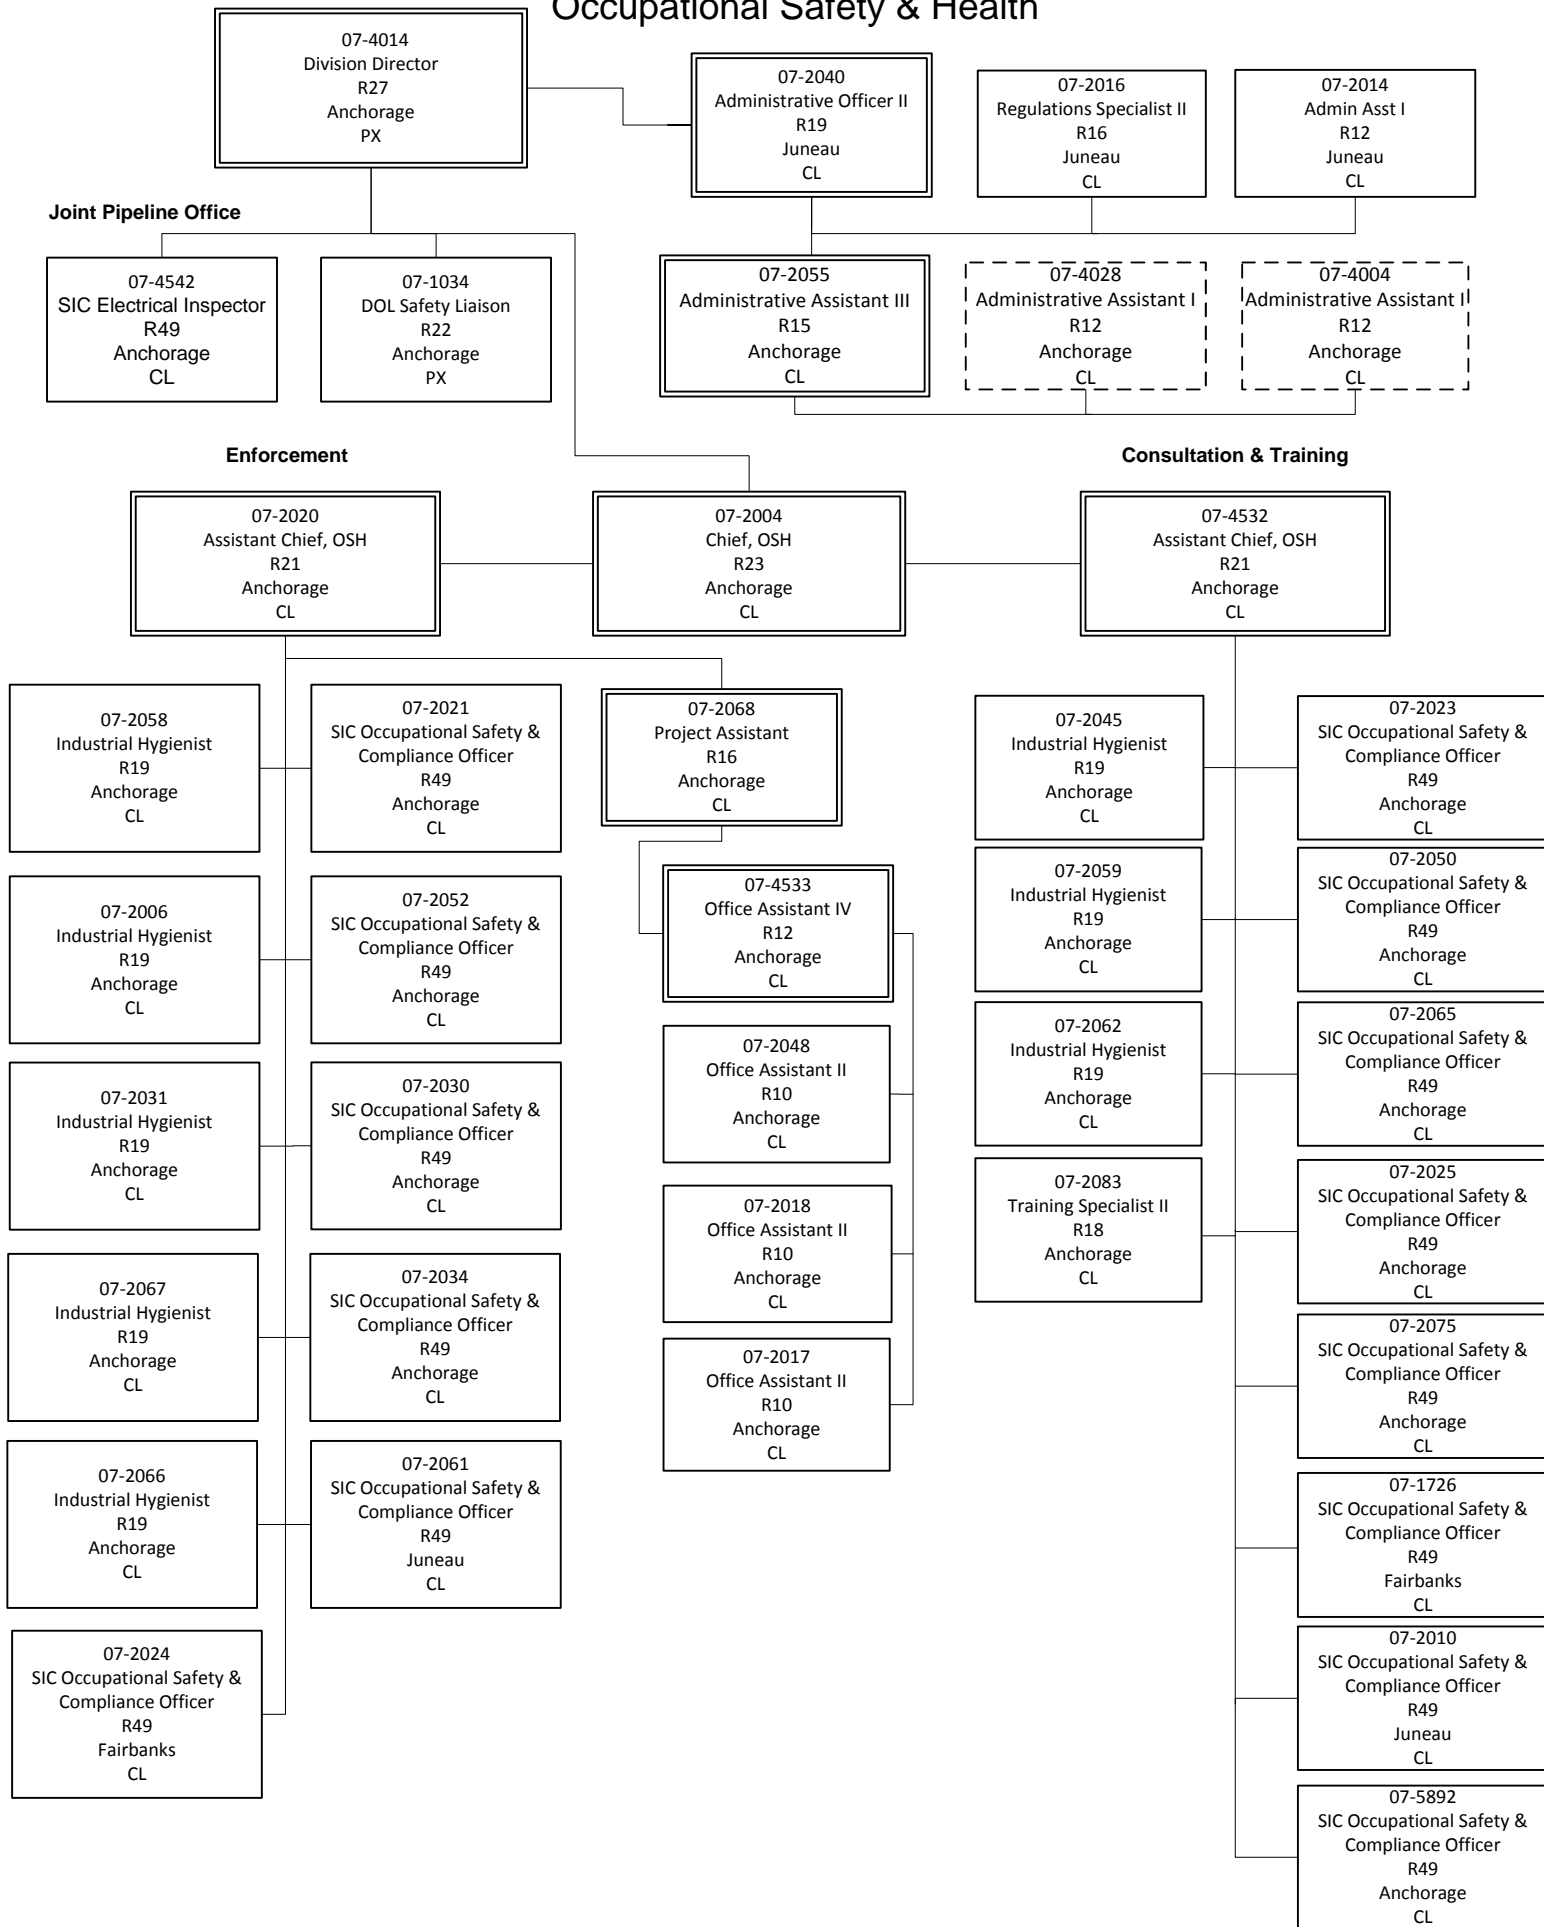 Occupational Safety & Health
07-4014
Division Director
R27
Anchorage
PX
07-2040
Administrative Officer II
R19
Juneau
CL
07-2016
Regulations Specialist II
R16
Juneau
CL
07-2014
Admin Asst I
R12
Juneau
CL
Joint Pipeline Office
07-4542
SIC Electrical Inspector
R49
Anchorage
CL
07-1034
DOL Safety Liaison
R22
Anchorage
PX
07-2055
Administrative Assistant III
R15
Anchorage
CL
07-4028
Administrative Assistant I
R12
Anchorage
CL
07-4004
Administrative Assistant I
R12
Anchorage
CL
Enforcement
Consultation & Training
07-2020
Assistant Chief, OSH
R21
Anchorage
CL
07-2004
Chief, OSH
R23
Anchorage
CL
07-4532
Assistant Chief, OSH
R21
Anchorage
CL
07-2058
Industrial Hygienist
R19
Anchorage
CL
07-2021
SIC Occupational Safety &
Compliance Officer
R49
Anchorage
CL
07-2006
Industrial Hygienist
R19
Anchorage
CL
07-2052
SIC Occupational Safety &
Compliance Officer
R49
Anchorage
CL
07-2031
Industrial Hygienist
R19
Anchorage
CL
07-2030
SIC Occupational Safety &
Compliance Officer
R49
Anchorage
CL
07-2067
Industrial Hygienist
R19
Anchorage
CL
07-2034
SIC Occupational Safety &
Compliance Officer
R49
Anchorage
CL
07-2066
Industrial Hygienist
R19
Anchorage
CL
07-2061
SIC Occupational Safety &
Compliance Officer
R49
Juneau
CL
07-2024
SIC Occupational Safety &
Compliance Officer
R49
Fairbanks
CL
07-2068
Project Assistant
R16
Anchorage
CL
07-4533
Office Assistant IV
R12
Anchorage
CL
07-2048
Office Assistant II
R10
Anchorage
CL
07-2018
Office Assistant II
R10
Anchorage
CL
07-2017
Office Assistant II
R10
Anchorage
CL
07-2045
Industrial Hygienist
R19
Anchorage
CL
07-2023
SIC Occupational Safety &
Compliance Officer
R49
Anchorage
CL
07-2059
Industrial Hygienist
R19
Anchorage
CL
07-2050
SIC Occupational Safety &
Compliance Officer
R49
Anchorage
CL
07-2062
Industrial Hygienist
R19
Anchorage
CL
07-2065
SIC Occupational Safety &
Compliance Officer
R49
Anchorage
CL
07-2083
Training Specialist II
R18
Anchorage
CL
07-2025
SIC Occupational Safety &
Compliance Officer
R49
Anchorage
CL
07-2075
SIC Occupational Safety &
Compliance Officer
R49
Anchorage
CL
07-1726
SIC Occupational Safety &
Compliance Officer
R49
Fairbanks
CL
07-2010
SIC Occupational Safety &
Compliance Officer
R49
Juneau
CL
07-5892
SIC Occupational Safety &
Compliance Officer
R49
Anchorage
CL